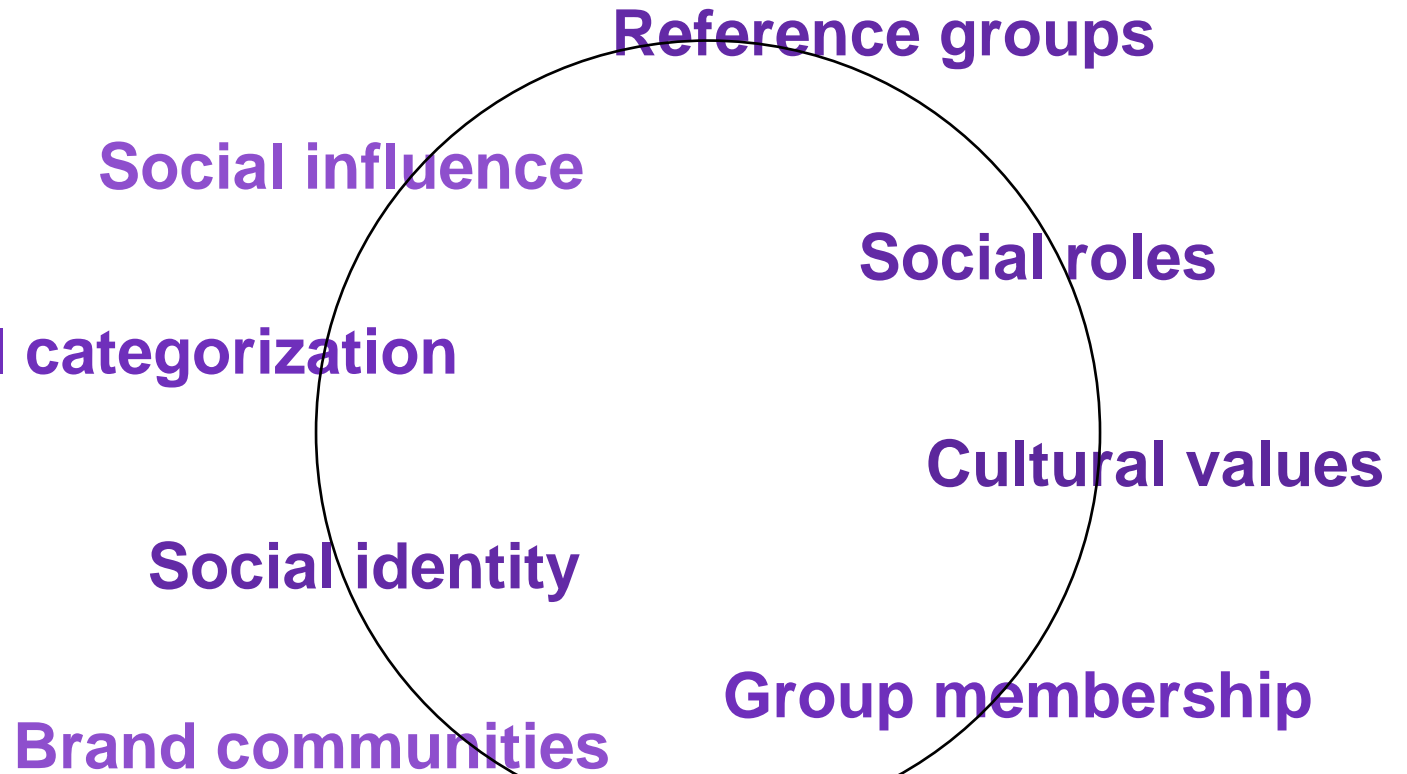 Reference groups
Social influence
Social roles
categorization
Cultural values
Social identity
Group membership
Brand communities